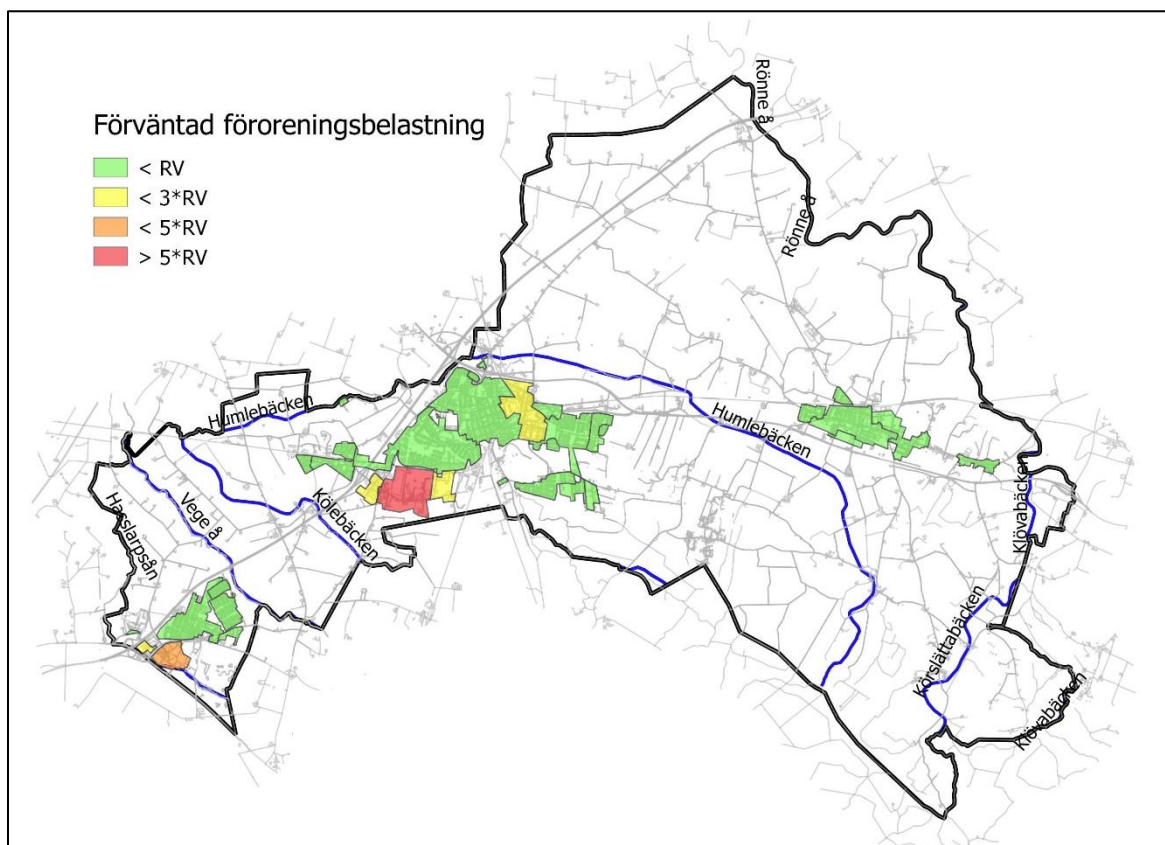 Förväntad föroreningsbelastning
< RV
< 3*RV
< 5*RV
> 5*RV
Rönne å
Rönne å
Humlebäcken
Humlebäcken
Kölebäcken
Vege å
Hasslarpsån
Klövabäcken
Körslättabäcken
Klövabäcken